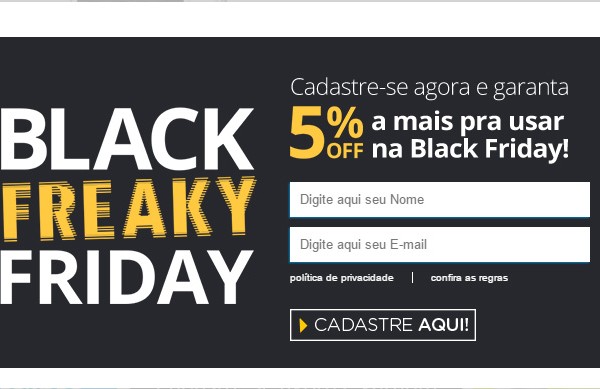 BLACK
FREAKY
FRIDAY
Cadastre-se agora e garanta
5% OFF
a mais pra usar
na Black Friday!
Digite aqui seu Nome
Digite aqui seu E-mail
política de privacidade | confira as regras
CADASTRE AQUI!